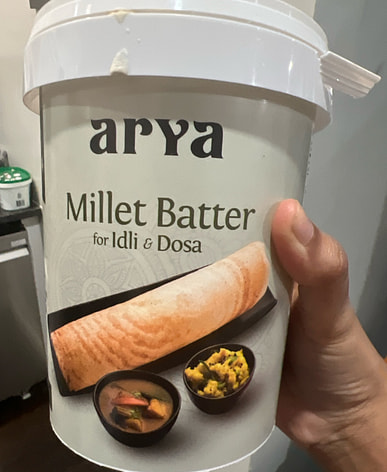 arya
Millet Batter
for Idli & Dosa